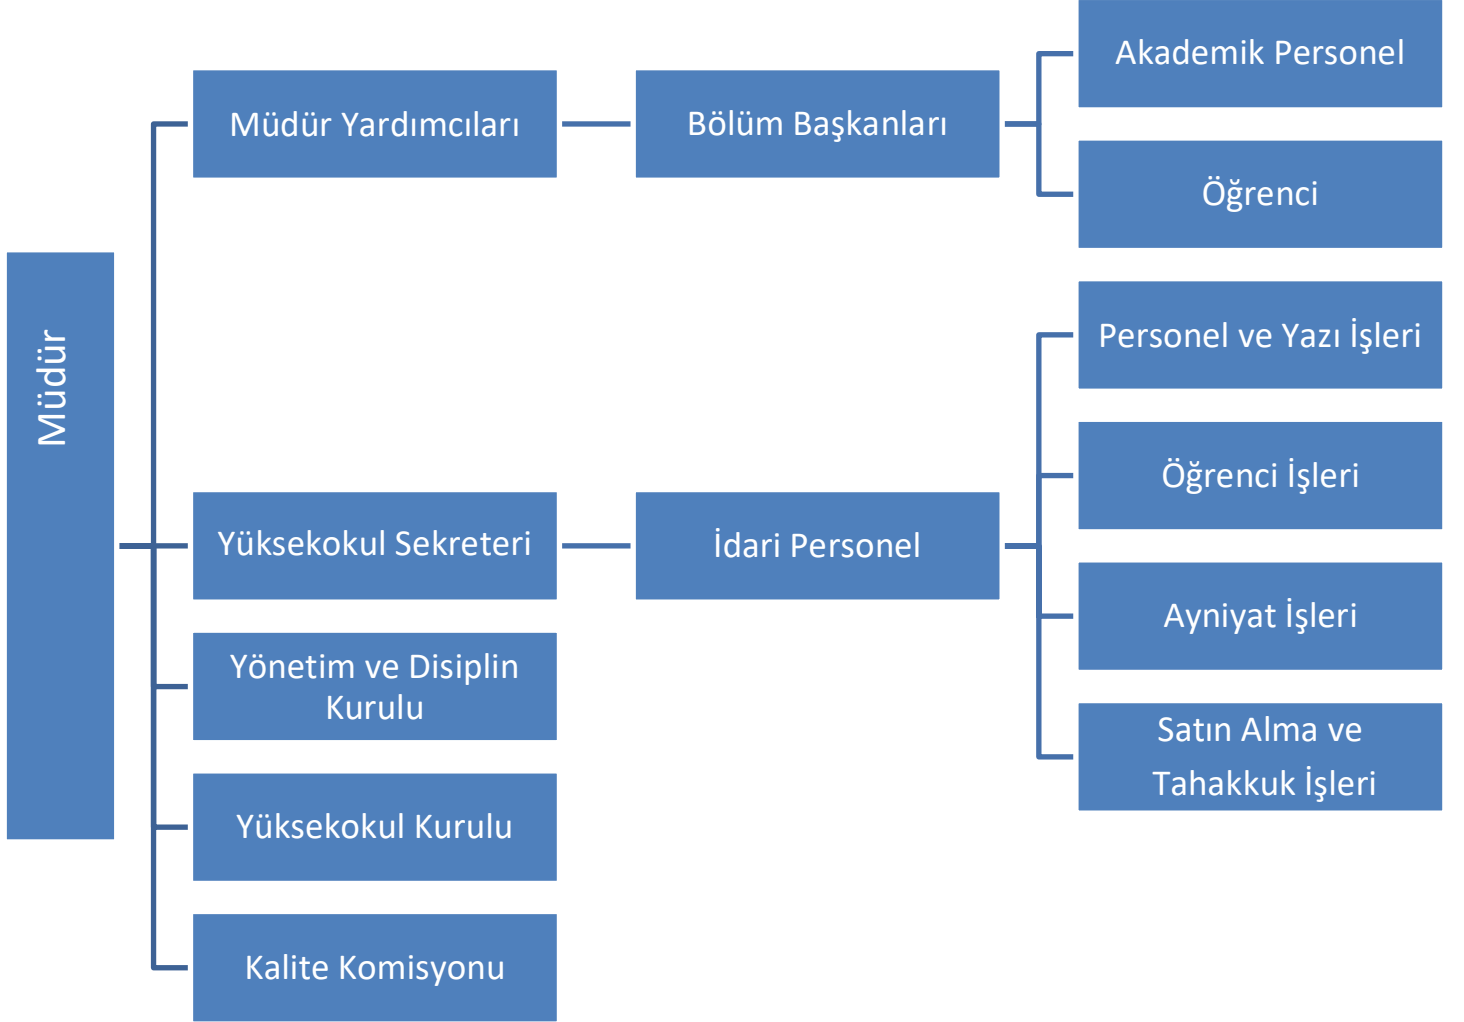 Müdür
Müdür Yardımcıları
Bölüm Başkanları
Akademik Personel
Öğrenci
Yüksekokul Sekreteri
İdari Personel
Personel ve Yazı İşleri
Öğrenci İşleri
Ayniyat İşleri
Satın Alma ve
Tahakkuk İşleri
Yönetim ve Disiplin
Kurulu
Yüksekokul Kurulu
Kalite Komisyonu